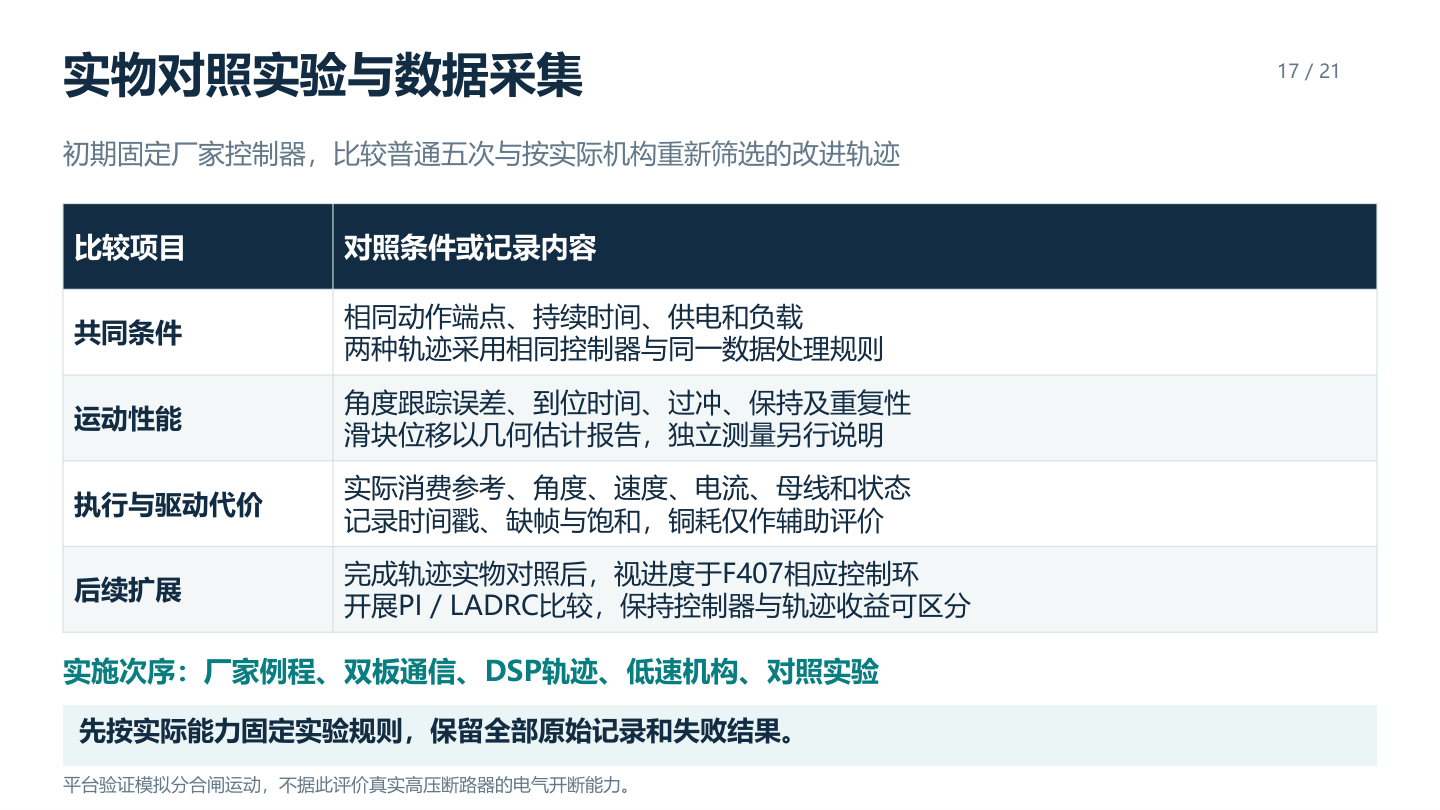 实物对照实验与数据采集
17 / 21
初期固定厂家控制器，比较普通五次与按实际机构重新筛选的改进轨迹
比较项目
对照条件或记录内容
共同条件
相同动作端点、持续时间、供电和负载
两种轨迹采用相同控制器与同一数据处理规则
运动性能
角度跟踪误差、到位时间、过冲、保持及重复性
滑块位移以几何估计报告，独立测量另行说明
执行与驱动代价
实际消费参考、角度、速度、电流、母线和状态
记录时间戳、缺帧与饱和，铜耗仅作辅助评价
后续扩展
完成轨迹实物对照后，视进度于F407相应控制环
开展PI / LADRC比较，保持控制器与轨迹收益可区分
实施次序：厂家例程、双板通信、DSP轨迹、低速机构、对照实验
先按实际能力固定实验规则，保留全部原始记录和失败结果。
平台验证模拟分合闸运动，不据此评价真实高压断路器的电气开断能力。